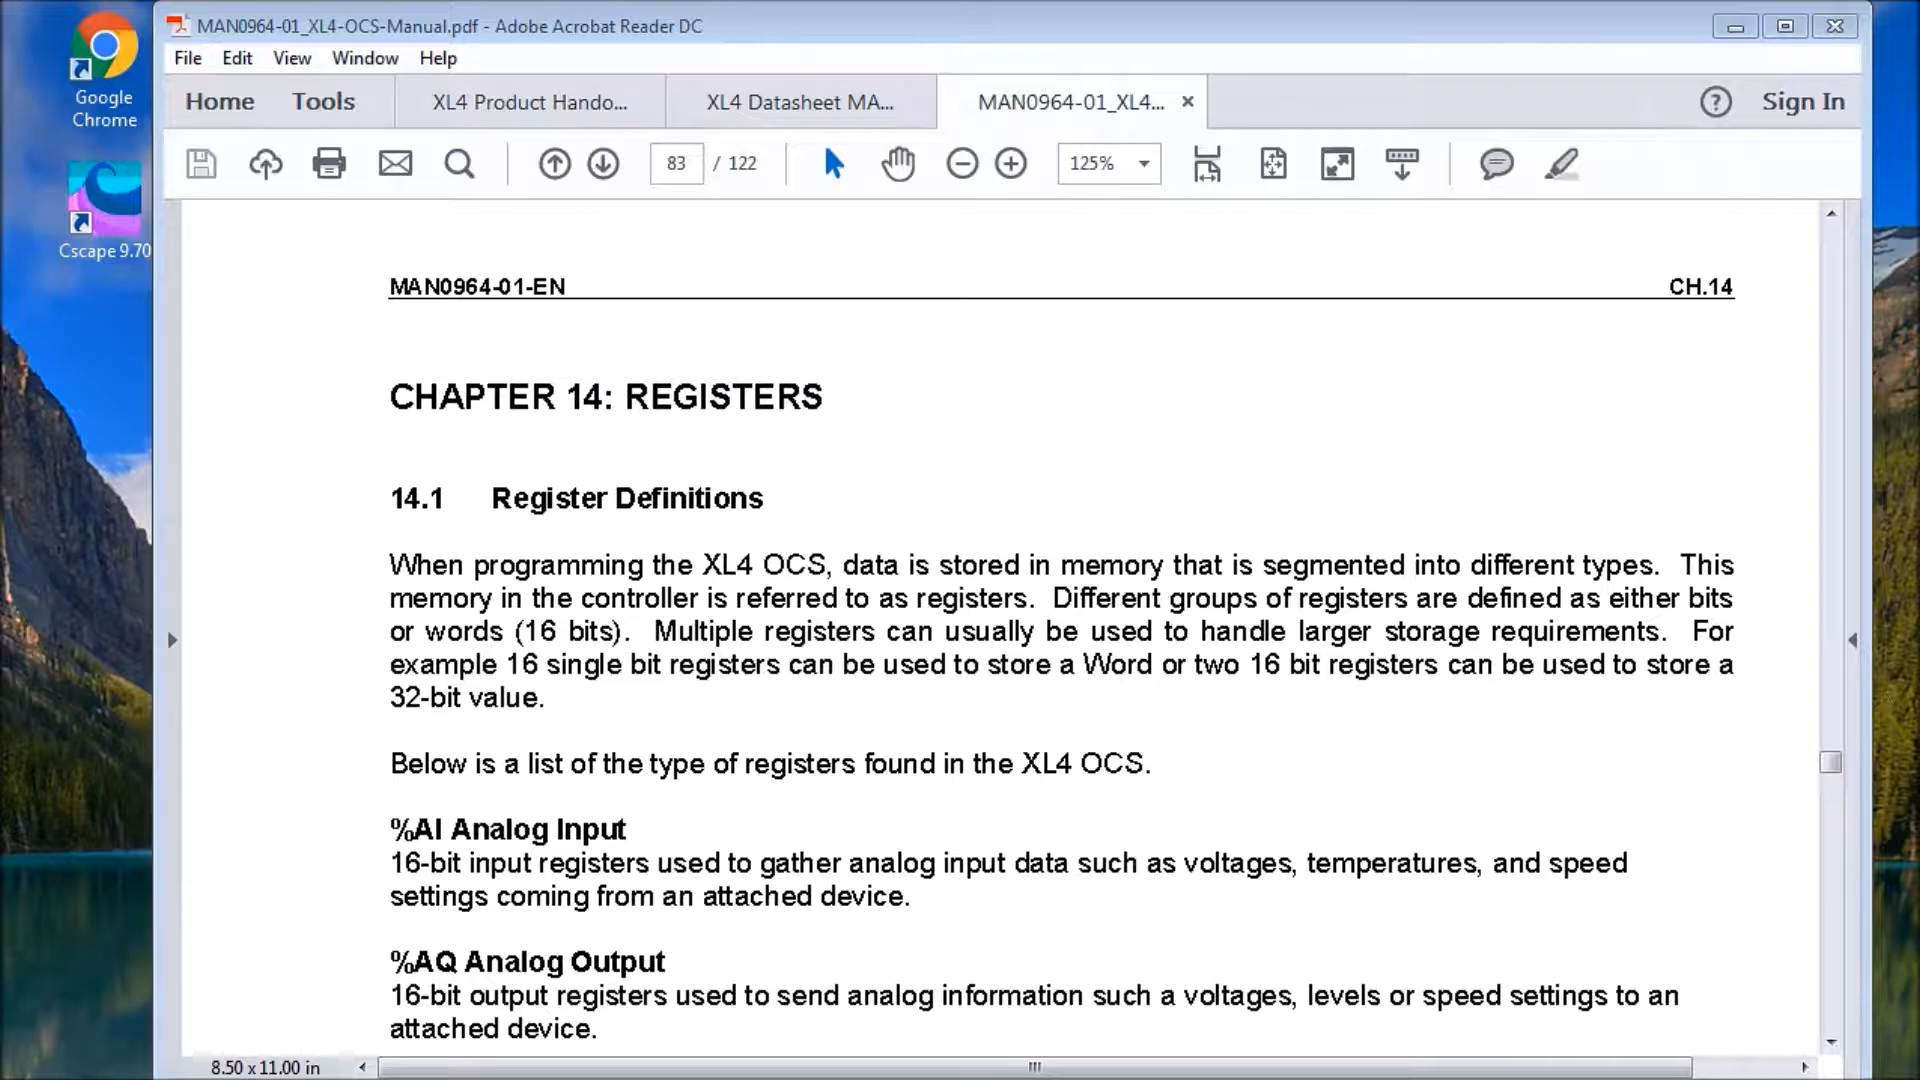 MAN0964-01_XL4-OCS-Manual.pdf - Adobe Acrobat Reader DC
File Edit View Window Help
Home Tools XL4 Product Hando... XL4 Datasheet MA... MAN0964-01_XL4... × ? Sign In
83 / 122 125%
Google
Chrome
Cscape 9.70
MAN0964-01-EN CH.14
CHAPTER 14: REGISTERS
14.1 Register Definitions
When programming the XL4 OCS, data is stored in memory that is segmented into different types. This
memory in the controller is referred to as registers. Different groups of registers are defined as either bits
or words (16 bits). Multiple registers can usually be used to handle larger storage requirements. For
example 16 single bit registers can be used to store a Word or two 16 bit registers can be used to store a
32-bit value.
Below is a list of the type of registers found in the XL4 OCS.
%AI Analog Input
16-bit input registers used to gather analog input data such as voltages, temperatures, and speed
settings coming from an attached device.
%AQ Analog Output
16-bit output registers used to send analog information such a voltages, levels or speed settings to an
attached device.
8.50 x 11.00 in